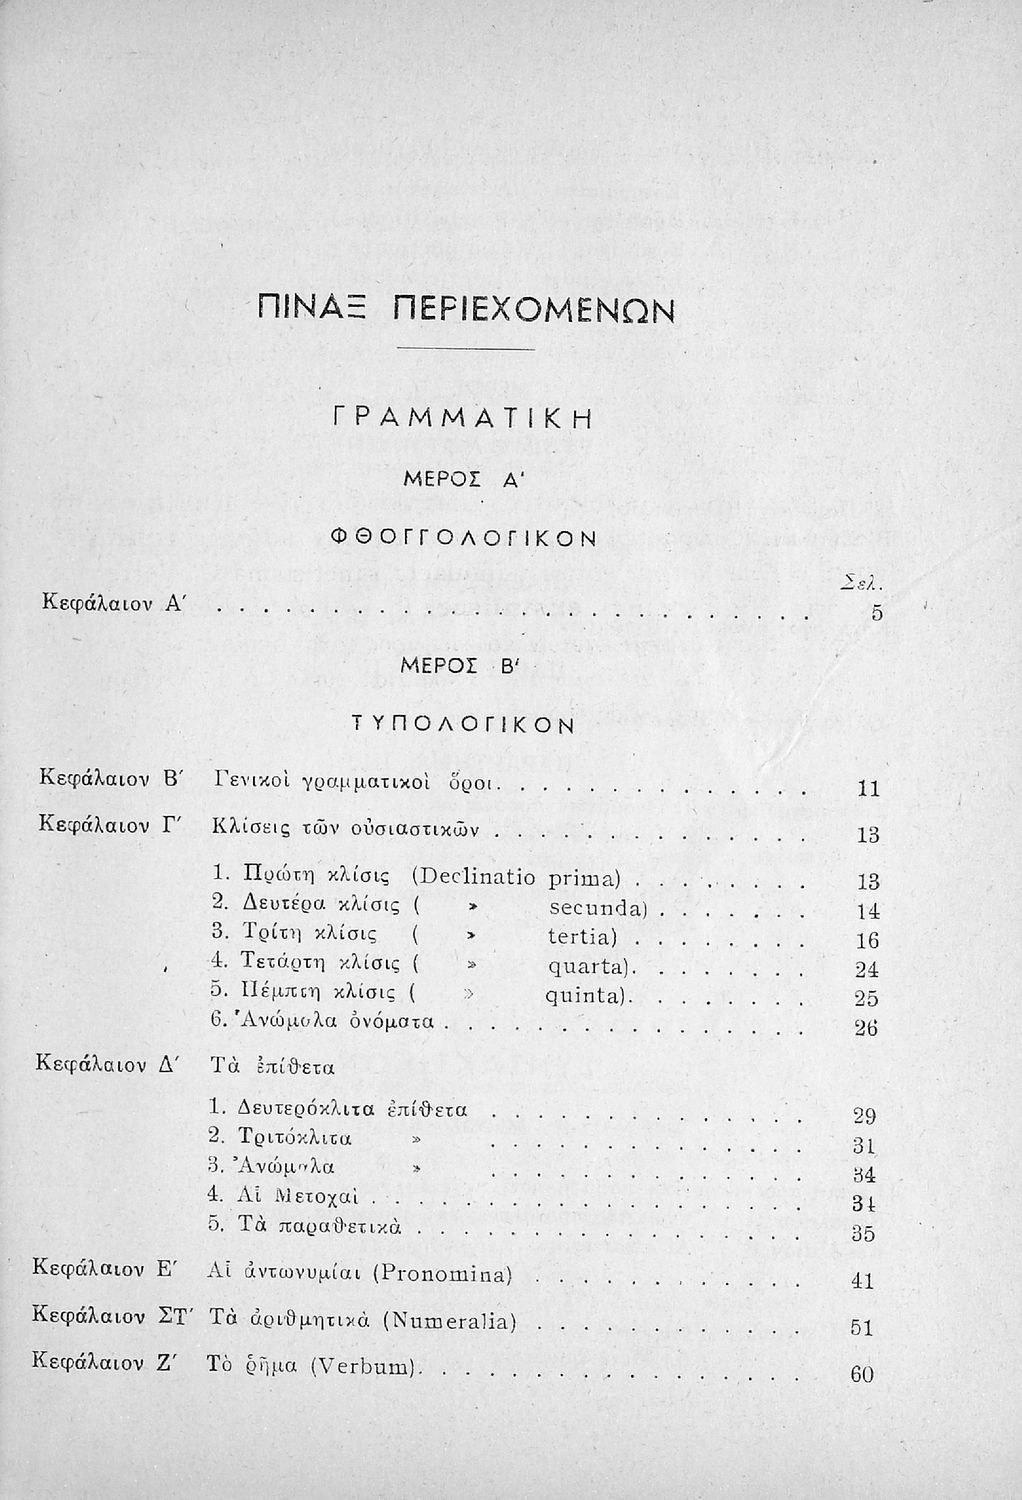 ΠΙΝΑΞ ΠΕΡΙΕΧΟΜΕΝΩΝ
ΓΡΑΜΜΑΤΙΚΗ
ΜΕΡΟΣ Α'
ΦΘΟΓΓΟΛΟΓΙΚΟΝ
Σελ.
Κεφάλαιον Α' . . . . . . . . . . . . . . . . . . . . . . . . . . 5
ΜΕΡΟΣ Β'
ΤΥΠΟΛΟΓΙΚΟΝ
Κεφάλαιον Β' Γενικοὶ γραμματικοὶ ὅροι. . . . . . . . . . . . . . . 11
Κεφάλαιον Γ' Κλίσεις τῶν οὐσιαστικῶν . . . . . . . . . . . . . . . 13
1. Πρώτη κλίσις (Declinatio prima) . . . . . . . . 13
2. Δευτέρα κλίσις ( » secunda) . . . . . . . 14
3. Τρίτη κλίσις ( » tertia) . . . . . . . . 16
4. Τετάρτη κλίσις ( » quarta). . . . . . . . 24
5. Πέμπτη κλίσις ( » quinta). . . . . . . . 25
6. Ἀνώμαλα ὀνόματα . . . . . . . . . . . . . . . . 26
Κεφάλαιον Δ' Τὰ ἐπίθετα
1. Δευτερόκλιτα ἐπίθετα . . . . . . . . . . . . . . 29
2. Τριτόκλιτα » . . . . . . . . . . . . . . 31
3. Ἀνώμαλα » . . . . . . . . . . . . . . 34
4. Αἱ Μετοχαὶ . . . . . . . . . . . . . . . . . . . 34
5. Τὰ παραθετικὰ . . . . . . . . . . . . . . . . . 35
Κεφάλαιον Ε' Αἱ ἀντωνυμίαι (Pronomina) . . . . . . . . . . . . 41
Κεφάλαιον ΣΤ' Τὰ ἀριθμητικὰ (Numeralia) . . . . . . . . . . . . 51
Κεφάλαιον Ζ' Τὸ ῥῆμα (Verbum). . . . . . . . . . . . . . . . . 60